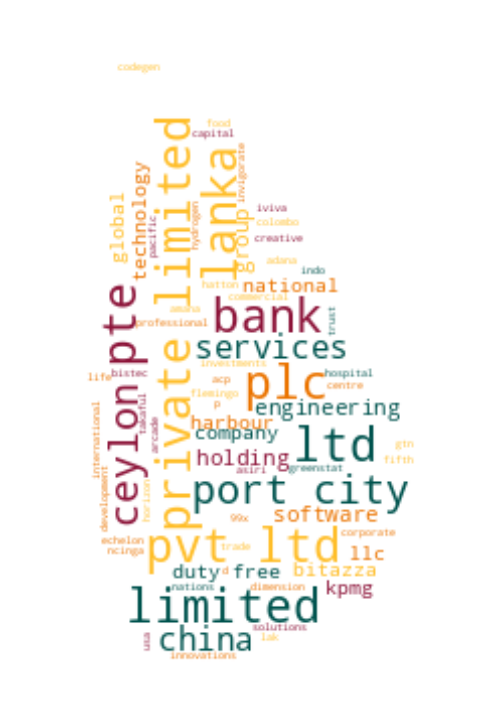 codegen
food
capital
private limited
lanka
invigorate
technology
global
pacific
hydrogen
group
iviva
colombo
creative
adana
indo
hatton
national
commercial
ceylon
pte
amana
professional
bank
trust
services
investments
life
bistec
acp
plc
hospital
centre
flemingo
p
engineering
takaful
arcade
harbour
company
ltd
international
gtn
holding
fifth
asiri
greenstat
development
horizon
port city
99x
software
echelon
ncinga
pvt ltd
trade
corporate
llc
duty
d
free
bitazza
nations
dimension
kpmg
limited
solutions
usa
china
lak
innovations